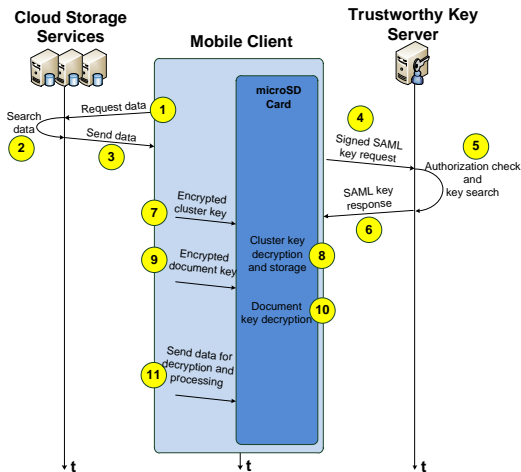 Cloud Storage
Services
Mobile Client
Trustworthy Key
Server
microSD
Card
Request data
1
Search
data
2
Send data
3
4
Signed SAML
key request
5
Authorization check
and
key search
SAML key
response
6
7
Encrypted
cluster key
Cluster key
decryption
and storage
8
9
Encrypted
document key
Document
key decryption
10
11
Send data for
decryption and
processing
t
t
t